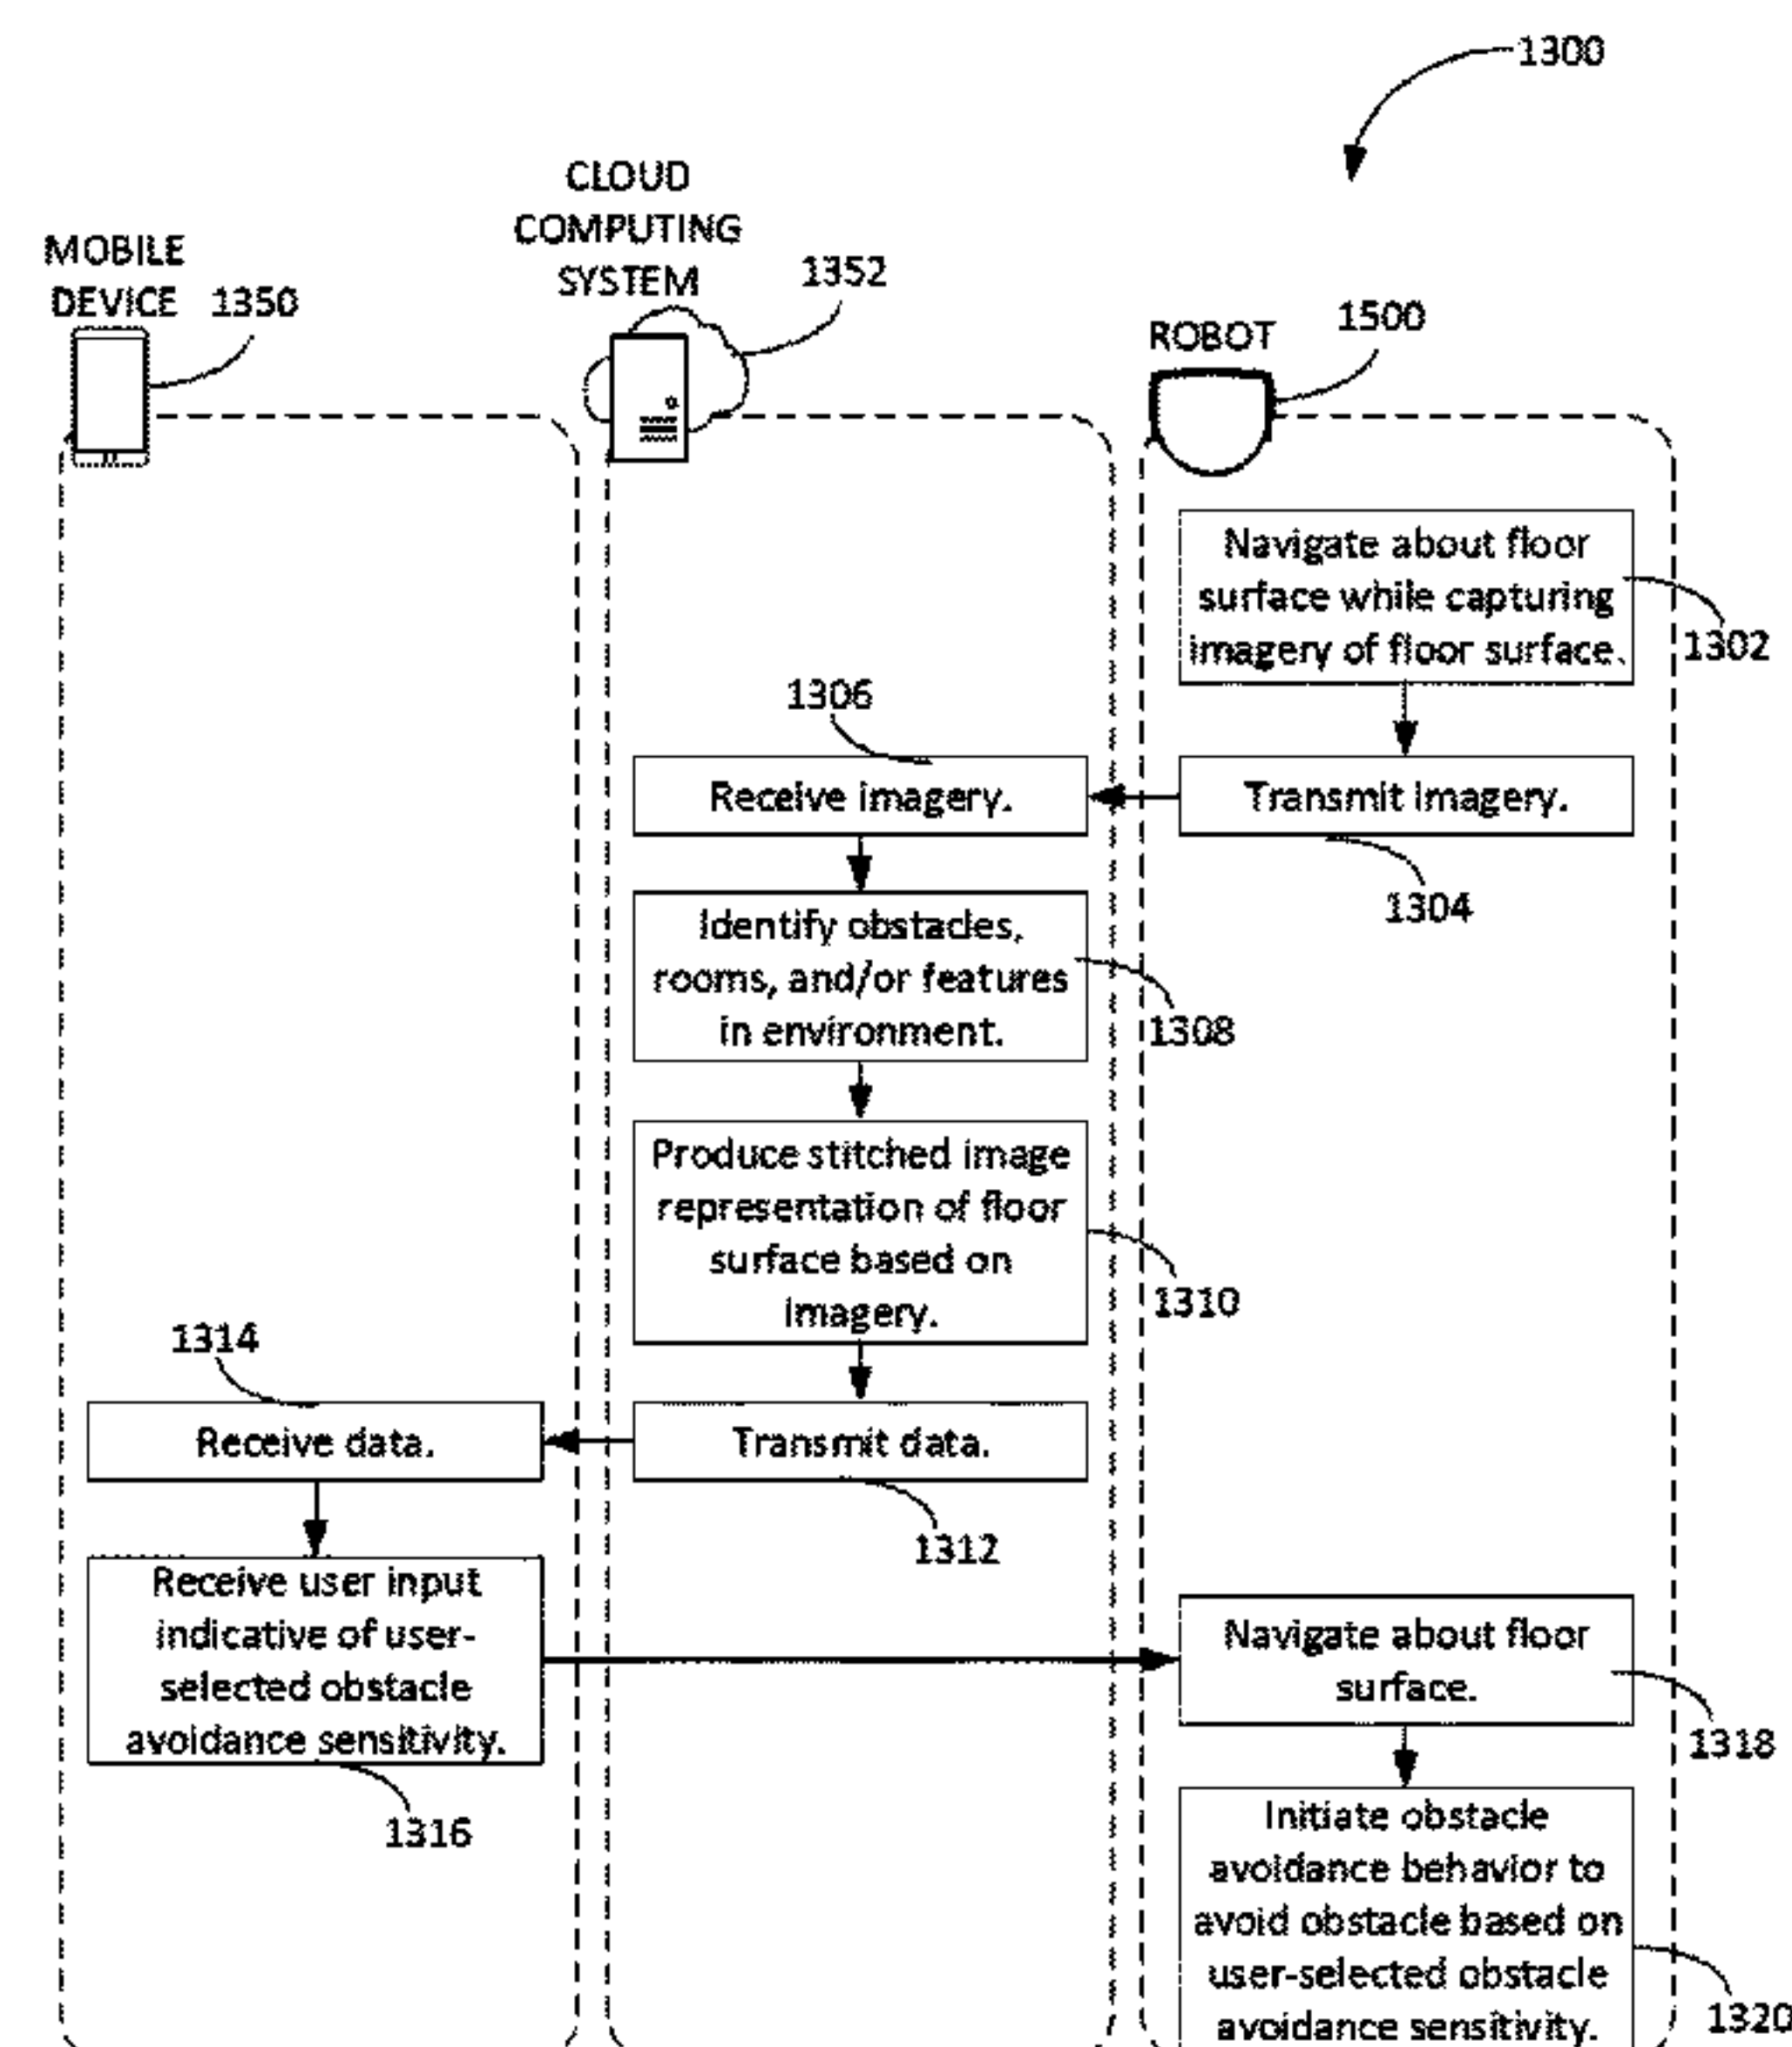 1300
CLOUD
COMPUTING
SYSTEM
1352
MOBILE
DEVICE 1350
ROBOT
1500
Navigate about floor
surface while capturing
imagery of floor surface.
1302
1306
Receive imagery.
Transmit imagery.
1304
Identify obstacles,
rooms, and/or features
in environment.
1308
Produce stitched image
representation of floor
surface based on
imagery.
1310
1314
Receive data.
Transmit data.
1312
Receive user input
indicative of user-
selected obstacle
avoidance sensitivity.
1316
Navigate about floor
surface.
1318
Initiate obstacle
avoidance behavior to
avoid obstacle based on
user-selected obstacle
avoidance sensitivity.
1320